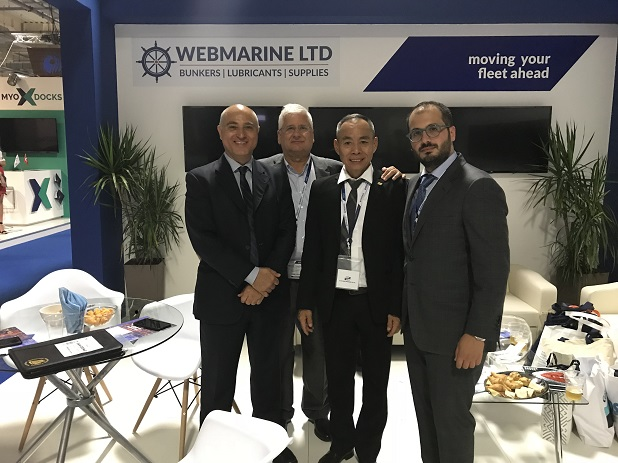 WEBMARINE LTD
BUNKERS | LUBRICANTS | SUPPLIES
moving your
fleet ahead
MYO X DOCKS